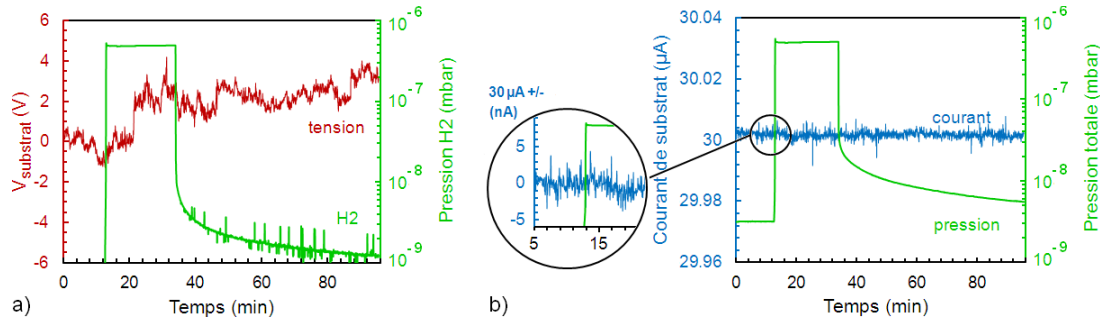 a)
V substrat (V)
6
4
2
0
-2
-4
-6
tension
H2
0
20
40
60
80
Temps (min)
10⁻⁶
10⁻⁷
10⁻⁸
10⁻⁹
Pression H2 (mbar)
b)
30 µA +/-
(nA)
5
0
-5
5
15
Courant de substrat (µA)
30.04
30.02
30
29.98
29.96
courant
pression
0
20
40
60
80
Temps (min)
10⁻⁶
10⁻⁷
10⁻⁸
10⁻⁹
Pression totale (mbar)